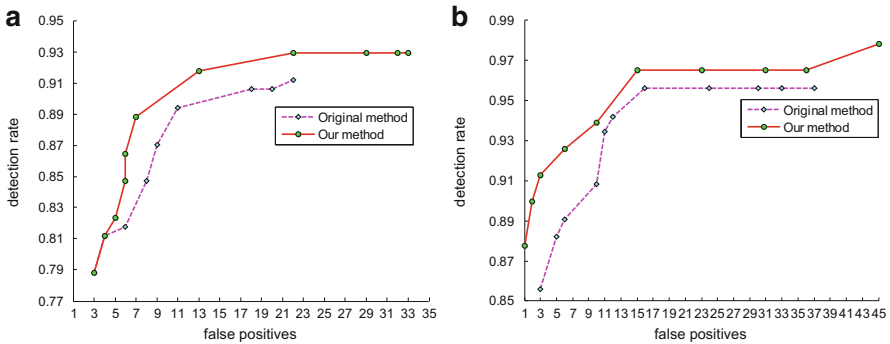 a
0.95
0.93
0.91
0.89
0.87
0.85
0.83
0.81
0.79
0.77
detection rate
1 3 5 7 9 11 13 15 17 19 21 23 25 27 29 31 33 35
false positives
Original method
Our method
b
0.99
0.97
0.95
0.93
0.91
0.89
0.87
0.85
detection rate
1 3 5 7 9 11 13 15 17 19 21 23 25 27 29 31 33 35 37 39 41 43 45
false positives
Original method
Our method